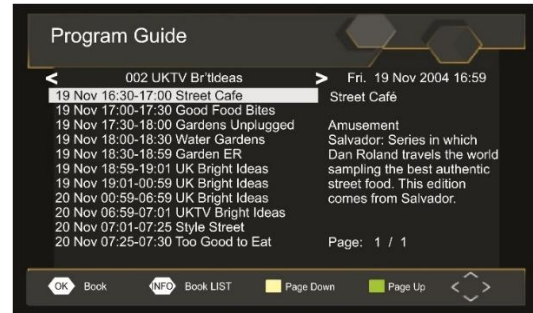 Program Guide
< 002 UKTV Br'tIdeas >
Fri. 19 Nov 2004 16:59
19 Nov 16:30-17:00 Street Cafe
19 Nov 17:00-17:30 Good Food Bites
19 Nov 17:30-18:00 Gardens Unplugged
19 Nov 18:00-18:30 Water Gardens
19 Nov 18:30-18:59 Garden ER
19 Nov 18:59-19:01 UK Bright Ideas
19 Nov 19:01-00:59 UK Bright Ideas
20 Nov 00:59-06:59 UK Bright Ideas
20 Nov 06:59-07:01 UKTV Bright Ideas
20 Nov 07:01-07:25 Style Street
20 Nov 07:25-07:30 Too Good to Eat
Street Café
Amusement
Salvador: Series in which
Dan Roland travels the world
sampling the best authentic
street food. This edition
comes from Salvador.
Page: 1 / 1
OK Book
INFO Book LIST
Page Down
Page Up